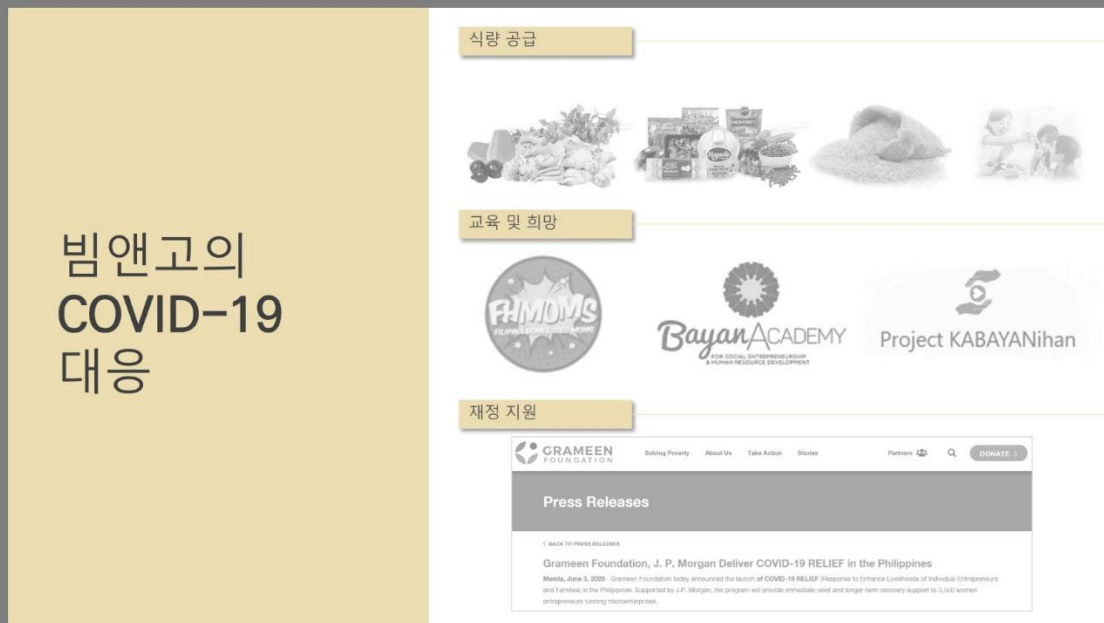 빔앤고의
COVID-19
대응
식량 공급
교육 및 희망
FHMOMS
BayanACADEMY
FOR SOCIAL ENTREPRENEURSHIP
& HUMAN RESOURCE DEVELOPMENT
Project KABAYANihan
재정 지원
GRAMEEN
FOUNDATION
Solving Poverty About Us Take Action Stories Partners DONATE >
Press Releases
< BACK TO PRESS RELEASES
Grameen Foundation, J. P. Morgan Deliver COVID-19 RELIEF in the Philippines
Manila, June 3, 2020 - Grameen Foundation today announced the launch of COVID-19 RELIEF (Response to Enhance Livelihoods of Individual Entrepreneurs
and Families) in the Philippines. Supported by J.P. Morgan, the program will provide immediate relief and longer-term recovery support to 3,500 women
entrepreneurs running microenterprises.